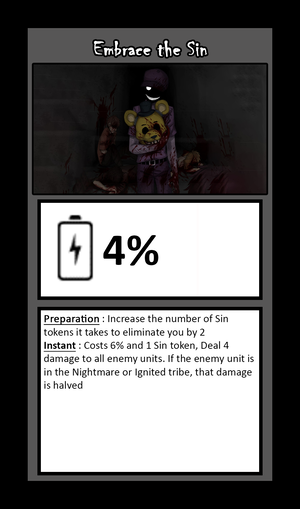 Embrace the Sin
4%
Preparation : Increase the number of Sin
tokens it takes to eliminate you by 2
Instant : Costs 6% and 1 Sin token, Deal 4
damage to all enemy units. If the enemy unit is
in the Nightmare or Ignited tribe, that damage
is halved